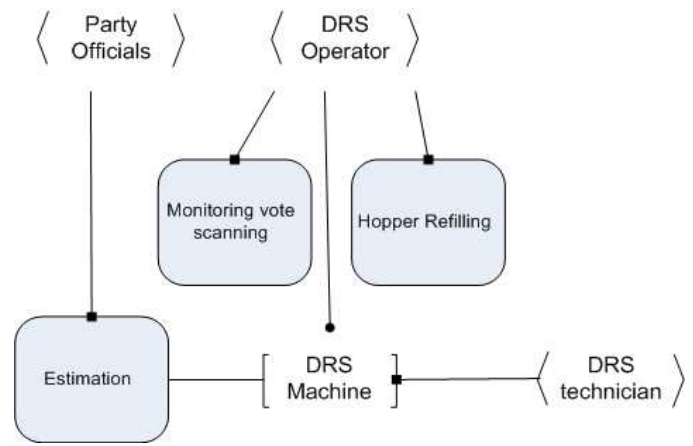 Party
Officials
DRS
Operator
Monitoring vote
scanning
Hopper Refilling
Estimation
DRS
Machine
DRS
technician